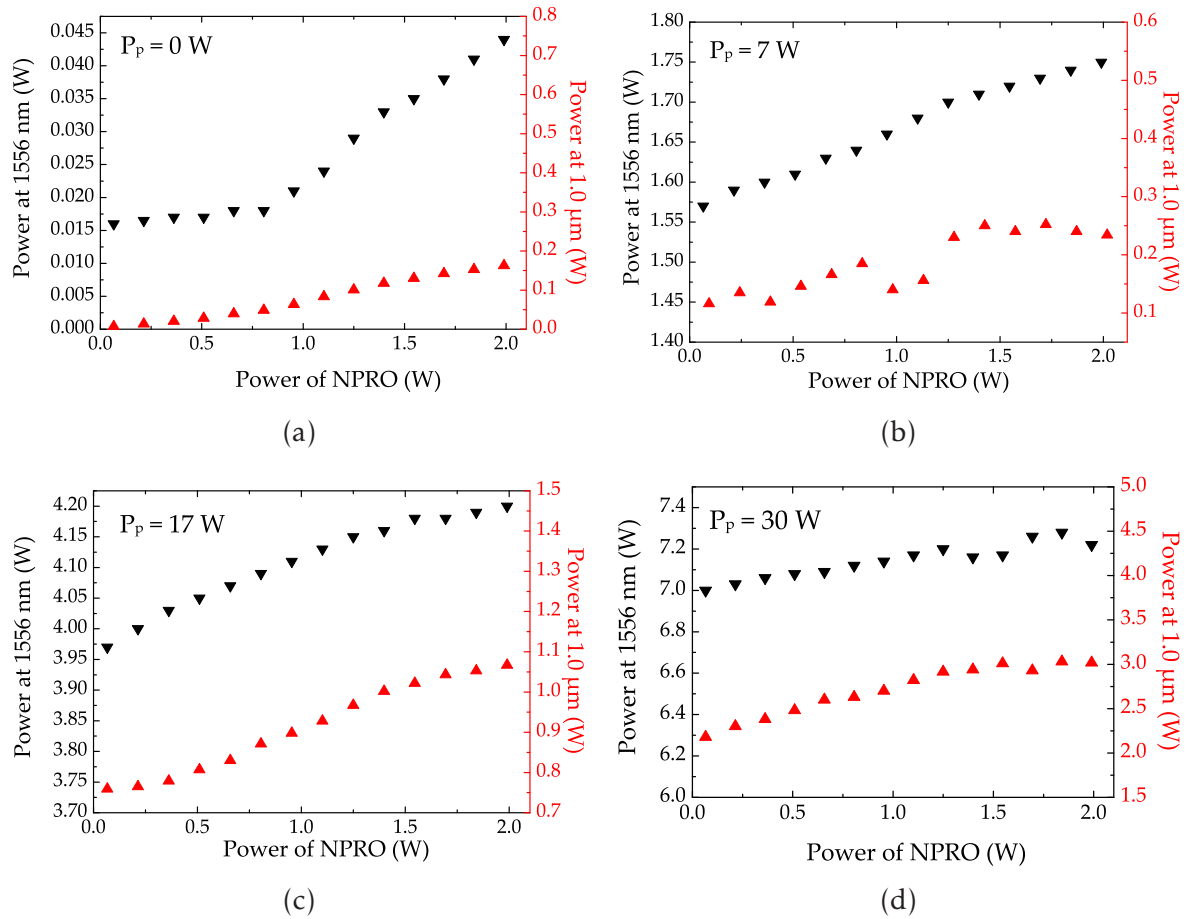 P_p = 0 W
Power at 1556 nm (W)
0.045
0.040
0.035
0.030
0.025
0.020
0.015
0.010
0.005
0.000
0.0 0.5 1.0 1.5 2.0
Power of NPRO (W)
0.8
0.7
0.6
0.5
0.4
0.3
0.2
0.1
0.0
Power at 1.0 µm (W)
(a)
P_p = 7 W
Power at 1556 nm (W)
1.80
1.75
1.70
1.65
1.60
1.55
1.50
1.45
1.40
0.0 0.5 1.0 1.5 2.0
Power of NPRO (W)
0.6
0.5
0.4
0.3
0.2
0.1
Power at 1.0 µm (W)
(b)
P_p = 17 W
Power at 1556 nm (W)
4.20
4.15
4.10
4.05
4.00
3.95
3.90
3.85
3.80
3.75
3.70
0.0 0.5 1.0 1.5 2.0
Power of NPRO (W)
1.5
1.4
1.3
1.2
1.1
1.0
0.9
0.8
0.7
Power at 1.0 µm (W)
(c)
P_p = 30 W
Power at 1556 nm (W)
7.4
7.2
7.0
6.8
6.6
6.4
6.2
6.0
0.0 0.5 1.0 1.5 2.0
Power of NPRO (W)
5.0
4.5
4.0
3.5
3.0
2.5
2.0
1.5
Power at 1.0 µm (W)
(d)